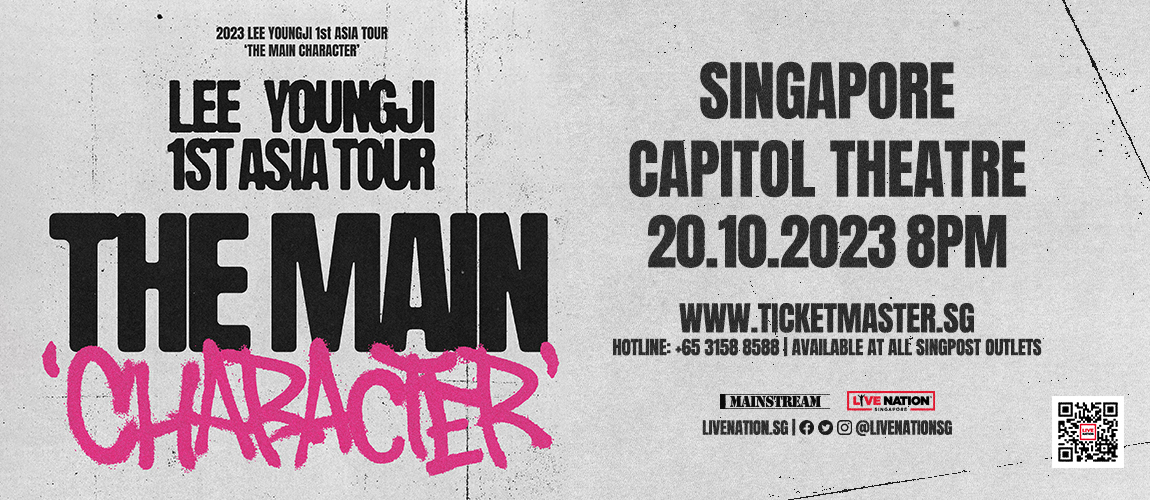 2023 LEE YOUNGJI 1st ASIA TOUR
'THE MAIN CHARACTER'
LEE YOUNGJI
1ST ASIA TOUR
THE MAIN
'CHARACTER'
SINGAPORE
CAPITOL THEATRE
20.10.2023 8PM
WWW.TICKETMASTER.SG
HOTLINE: +65 3158 8588 | AVAILABLE AT ALL SINGPOST OUTLETS
MAINSTREAM LIVE NATION
SINGAPORE
LIVENATION.SG | @LIVENATIONSG
LIVE